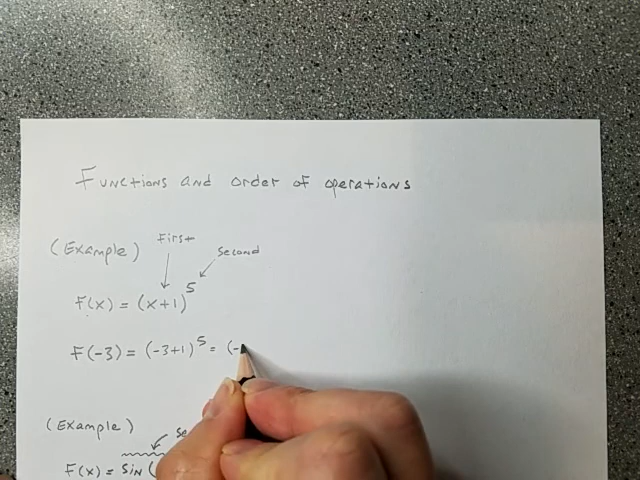 Functions and order of operations
(Example) First second
F(x) = (x+1)^5
F(-3) = (-3+1)^5 = (-
(Example)
F(x) = Sin (